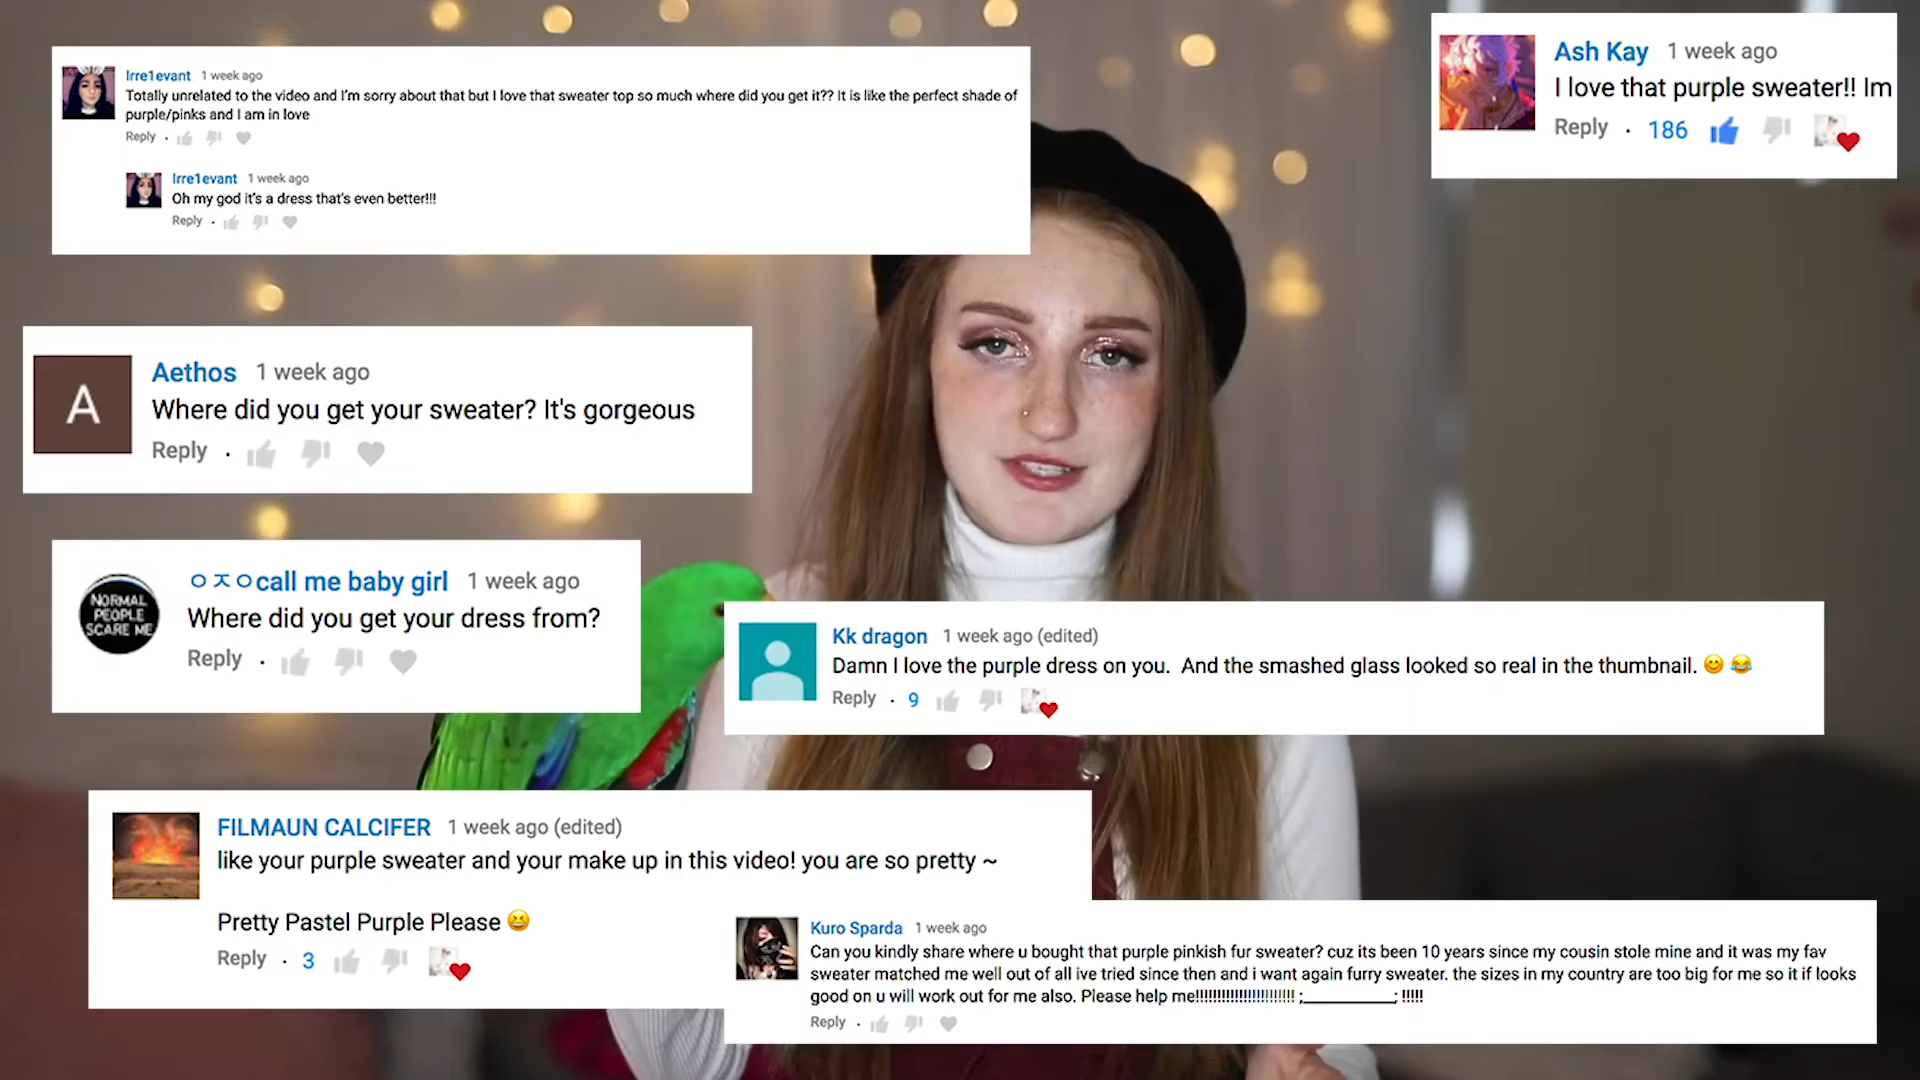 Irre1evant 1 week ago
Totally unrelated to the video and I'm sorry about that but I love that sweater top so much where did you get it?? It is like the perfect shade of
purple/pinks and I am in love
Reply
Irre1evant 1 week ago
Oh my god it's a dress that's even better!!!
Reply
Ash Kay 1 week ago
I love that purple sweater!! Im
Reply · 186
A
Aethos 1 week ago
Where did you get your sweater? It's gorgeous
Reply
NORMAL
PEOPLE
SCARE ME
ㅇㅈㅇcall me baby girl 1 week ago
Where did you get your dress from?
Reply
Kk dragon 1 week ago (edited)
Damn I love the purple dress on you. And the smashed glass looked so real in the thumbnail. 😊 😂
Reply · 9
FILMAUN CALCIFER 1 week ago (edited)
like your purple sweater and your make up in this video! you are so pretty ~
Pretty Pastel Purple Please 😆
Reply · 3
Kuro Sparda 1 week ago
Can you kindly share where u bought that purple pinkish fur sweater? cuz its been 10 years since my cousin stole mine and it was my fav
sweater matched me well out of all ive tried since then and i want again furry sweater. the sizes in my country are too big for me so it if looks
good on u will work out for me also. Please help me!!!!!!!!!!!!!!!!!!!!!!! ;___________; !!!!!
Reply